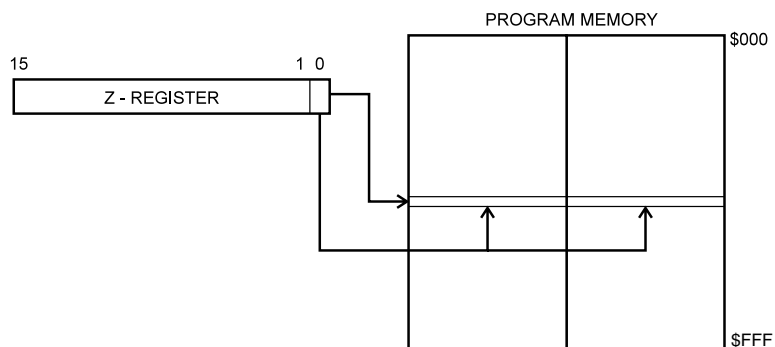 PROGRAM MEMORY
$000
15 1 0
Z - REGISTER
$FFF